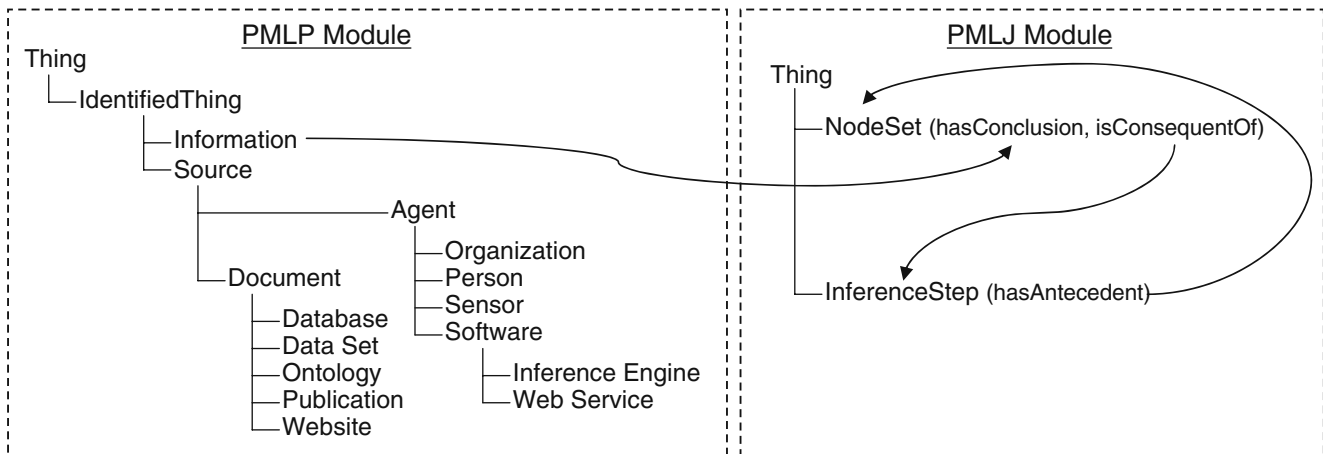 PMLP Module
Thing
IdentifiedThing
Information
Source
Agent
Organization
Person
Sensor
Software
Inference Engine
Web Service
Document
Database
Data Set
Ontology
Publication
Website
PMLJ Module
Thing
NodeSet (hasConclusion, isConsequentOf)
InferenceStep (hasAntecedent)